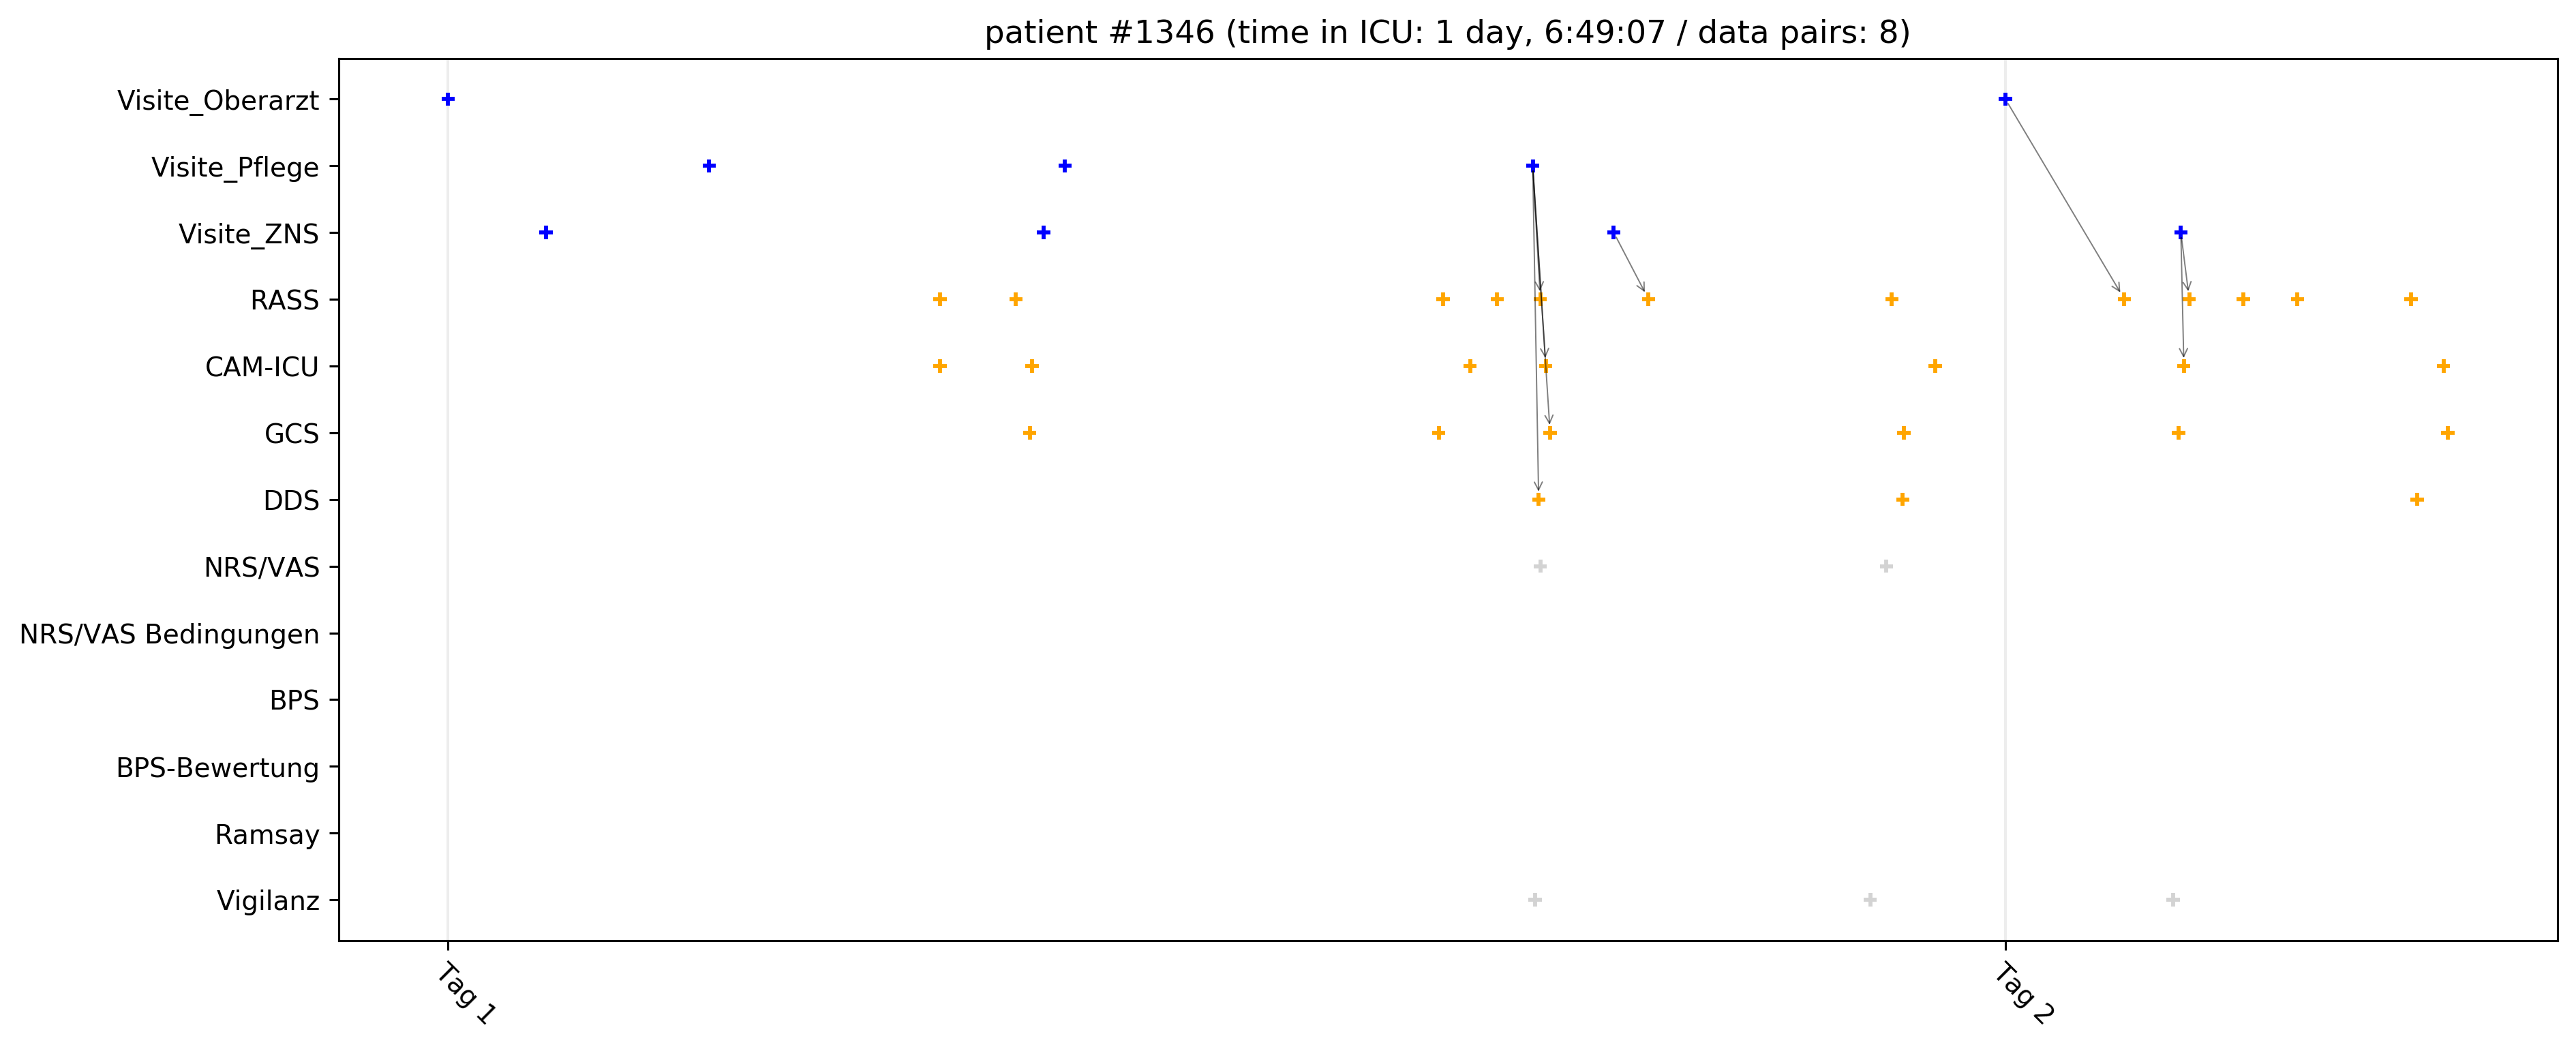 patient #1346 (time in ICU: 1 day, 6:49:07 / data pairs: 8)
Visite_Oberarzt
Visite_Pflege
Visite_ZNS
RASS
CAM-ICU
GCS
DDS
NRS/VAS
NRS/VAS Bedingungen
BPS
BPS-Bewertung
Ramsay
Vigilanz
Tag 1
Tag 2